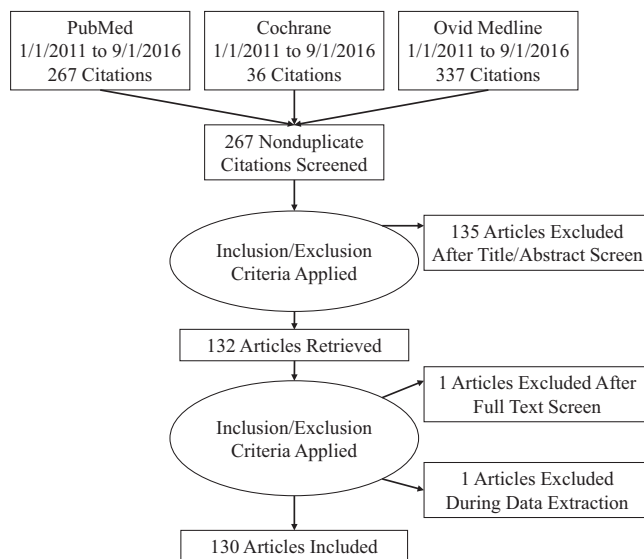 PubMed
1/1/2011 to 9/1/2016
267 Citations
Cochrane
1/1/2011 to 9/1/2016
36 Citations
Ovid Medline
1/1/2011 to 9/1/2016
337 Citations
267 Nonduplicate
Citations Screened
Inclusion/Exclusion
Criteria Applied
135 Articles Excluded
After Title/Abstract Screen
132 Articles Retrieved
Inclusion/Exclusion
Criteria Applied
1 Articles Excluded After
Full Text Screen
1 Articles Excluded
During Data Extraction
130 Articles Included